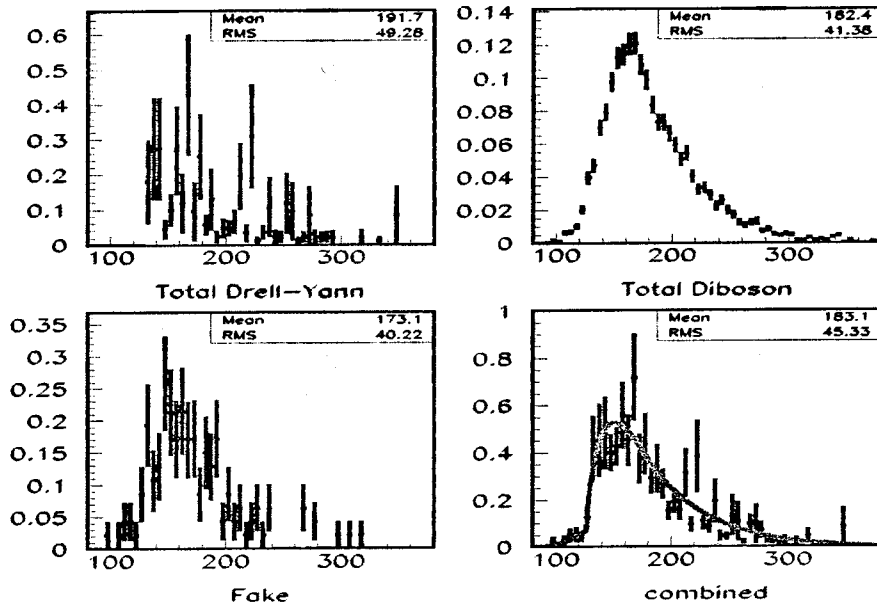 Mean 191.7
RMS 49.28
0.6
0.5
0.4
0.3
0.2
0.1
0
100 200 300
Total Drell-Yann
Mean 182.4
RMS 41.38
0.14
0.12
0.1
0.08
0.06
0.04
0.02
0
100 200 300
Total Diboson
Mean 173.1
RMS 40.22
0.35
0.3
0.25
0.2
0.15
0.1
0.05
0
100 200 300
Fake
Mean 183.1
RMS 45.33
1
0.8
0.6
0.4
0.2
0
100 200 300
combined